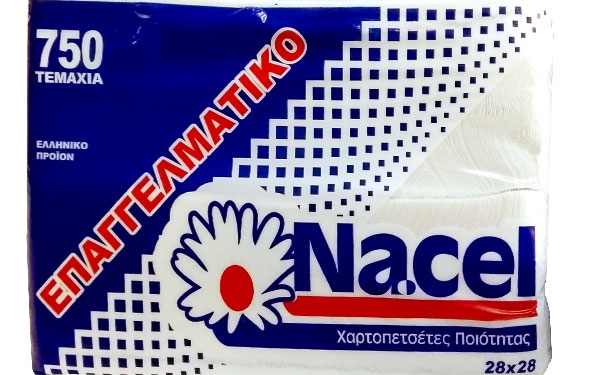 750
ΤΕΜΑΧΙΑ
ΕΛΛΗΝΙΚΟ
ΠΡΟΪΟΝ
ΕΠΑΓΓΕΛΜΑΤΙΚΟ
Na.cel
Χαρτοπετσέτες Ποιότητας
28x28